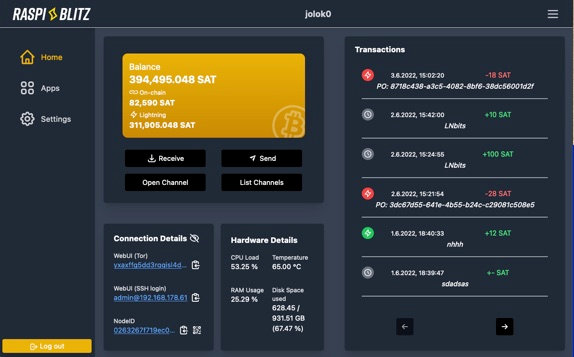 RASPI BLITZ
jolok0
Home
Apps
Settings
Log out
Balance
394,495.048 SAT
On-chain
82,590 SAT
Lightning
311,905.048 SAT
Receive
Send
Open Channel
List Channels
Connection Details
WebUI (Tor)
yxaxffg5dd3rqqisl4d...
WebUI (SSH login)
admin@192.168.178.61
NodeID
0263267f719ec0...
Hardware Details
CPU Load
53.25 %
Temperature
65.00 °C
RAM Usage
25.29 %
Disk Space
used
628.45 /
931.51 GB
(67.47 %)
Transactions
3.6.2022, 15:02:20 -18 SAT
PO: 8718c438-a3c5-4082-8bf6-38dc56001d2f
2.6.2022, 15:42:00 +10 SAT
LNbits
2.6.2022, 15:24:55 +100 SAT
LNbits
2.6.2022, 15:21:54 -28 SAT
PO: 3dc67d55-641e-4b55-b24c-c29081c508e5
1.6.2022, 18:40:33 +12 SAT
nhhh
1.6.2022, 18:39:47 +- SAT
sdadsas